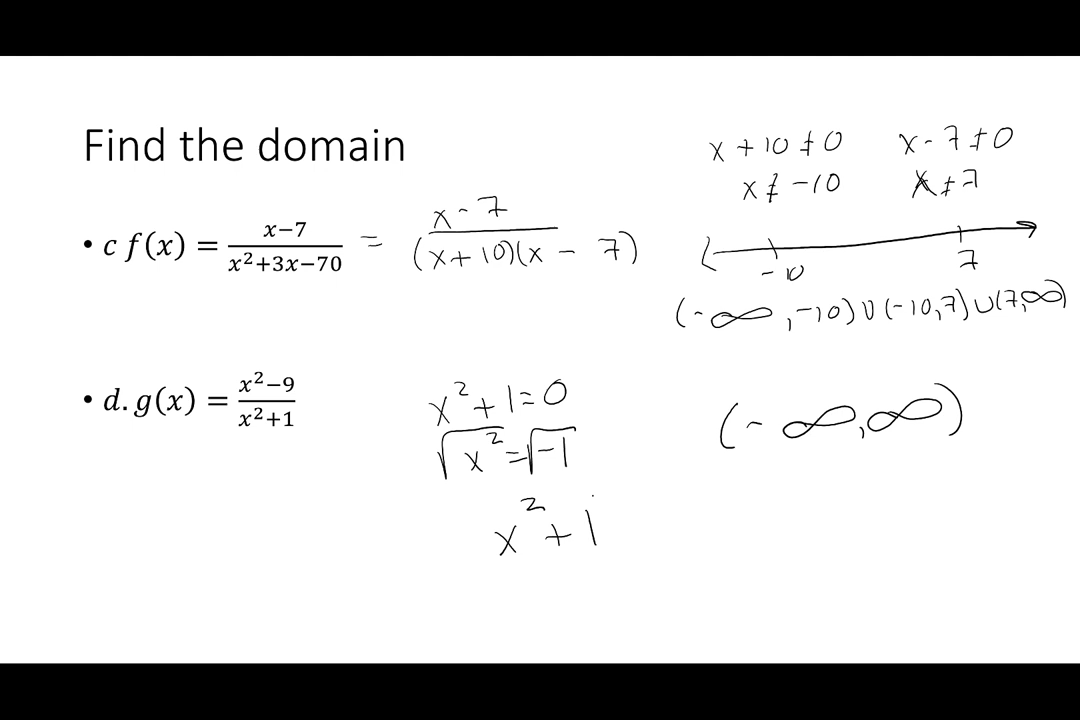 Find the domain
• c f(x) = x−7 / x²+3x−70 = x - 7 / (x + 10)(x - 7)
x + 10 ≠ 0
x ≠ -10
x - 7 ≠ 0
x ≠ 7
-10 7
(-∞, -10) ∪ (-10, 7) ∪ (7, ∞)
• d. g(x) = x²−9 / x²+1
x² + 1 = 0
√x² = √-1
x² + 1
(-∞, ∞)